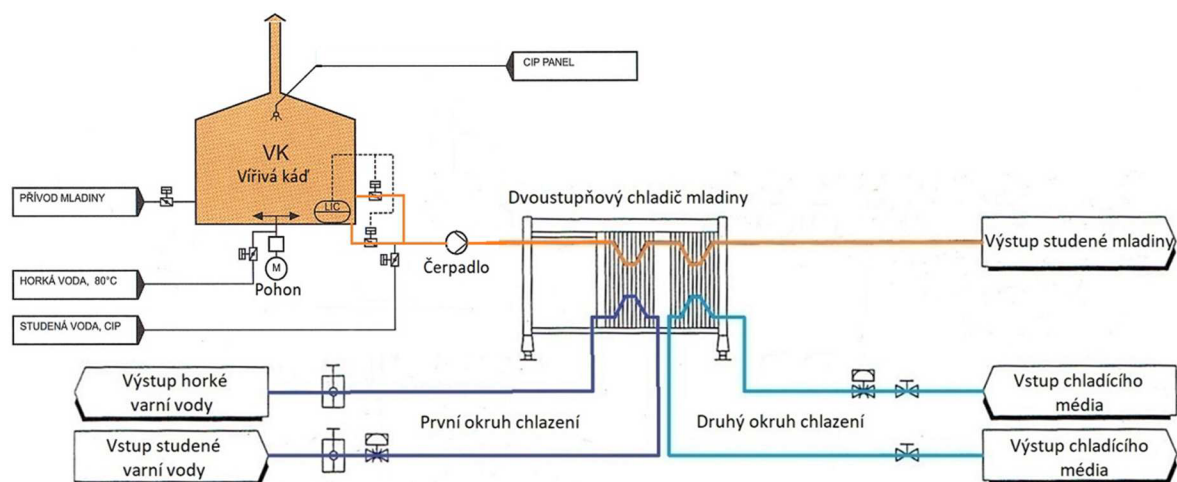 CIP PANEL
VK
Vířivá káď
LIC
PŘÍVOD MLADINY
HORKÁ VODA, 80°C
M
Pohon
STUDENÁ VODA, CIP
Čerpadlo
Dvoustupňový chladič mladiny
Výstup studené mladiny
Výstup horké
varní vody
Vstup studené
varní vody
První okruh chlazení
Druhý okruh chlazení
Vstup chladícího
média
Výstup chladícího
média